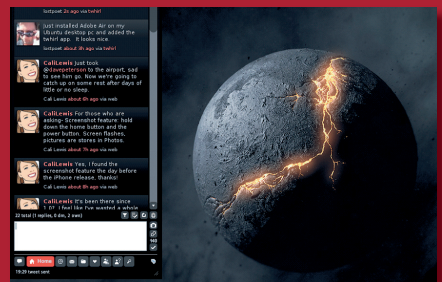 lostpoet 2s ago via twhirl
Just installed Adobe Air on my
Ubuntu desktop pc and added the
twhirl app. It looks nice.
lostpoet about 3h ago via twhirl
CaliLewis Just took
@davepeterson to the airport, sad
to see him go. Now we're going to
catch up on some rest after days of
little or no sleep.
Cali Lewis about 6h ago via web
CaliLewis For those who are
asking- Screenshot feature: hold
down the home button and the
power button. Screen flashes,
pictures are stored in Photos.
Cali Lewis about 7h ago via web
CaliLewis Yes, I found the
screenshot feature the day before
the iPhone release, thanks!
Cali Lewis about 8h ago via web
CaliLewis It's been there since
1.0? I feel like I've wanted a whole
22 total (1 replies, 0 dm, 2 own)
140
Home
19:29 tweet sent